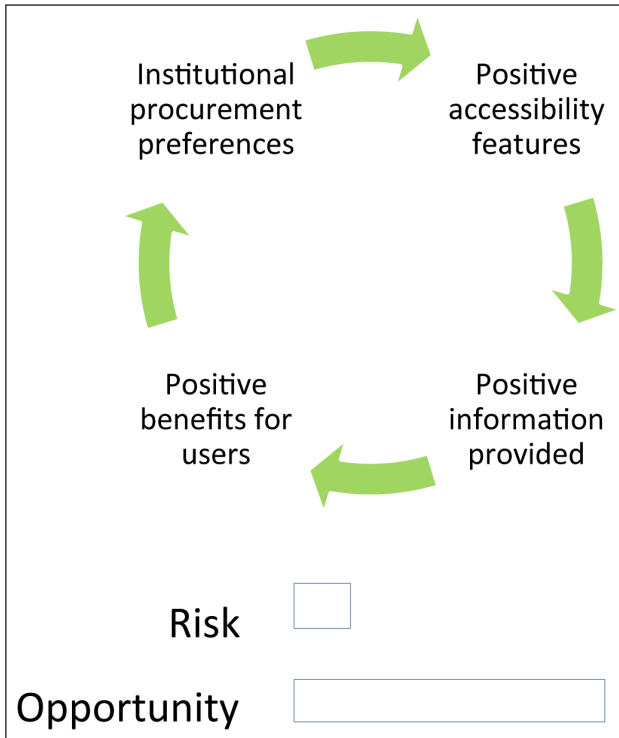 Institutional
procurement
preferences
Positive
accessibility
features
Positive
benefits for
users
Positive
information
provided
Risk
Opportunity